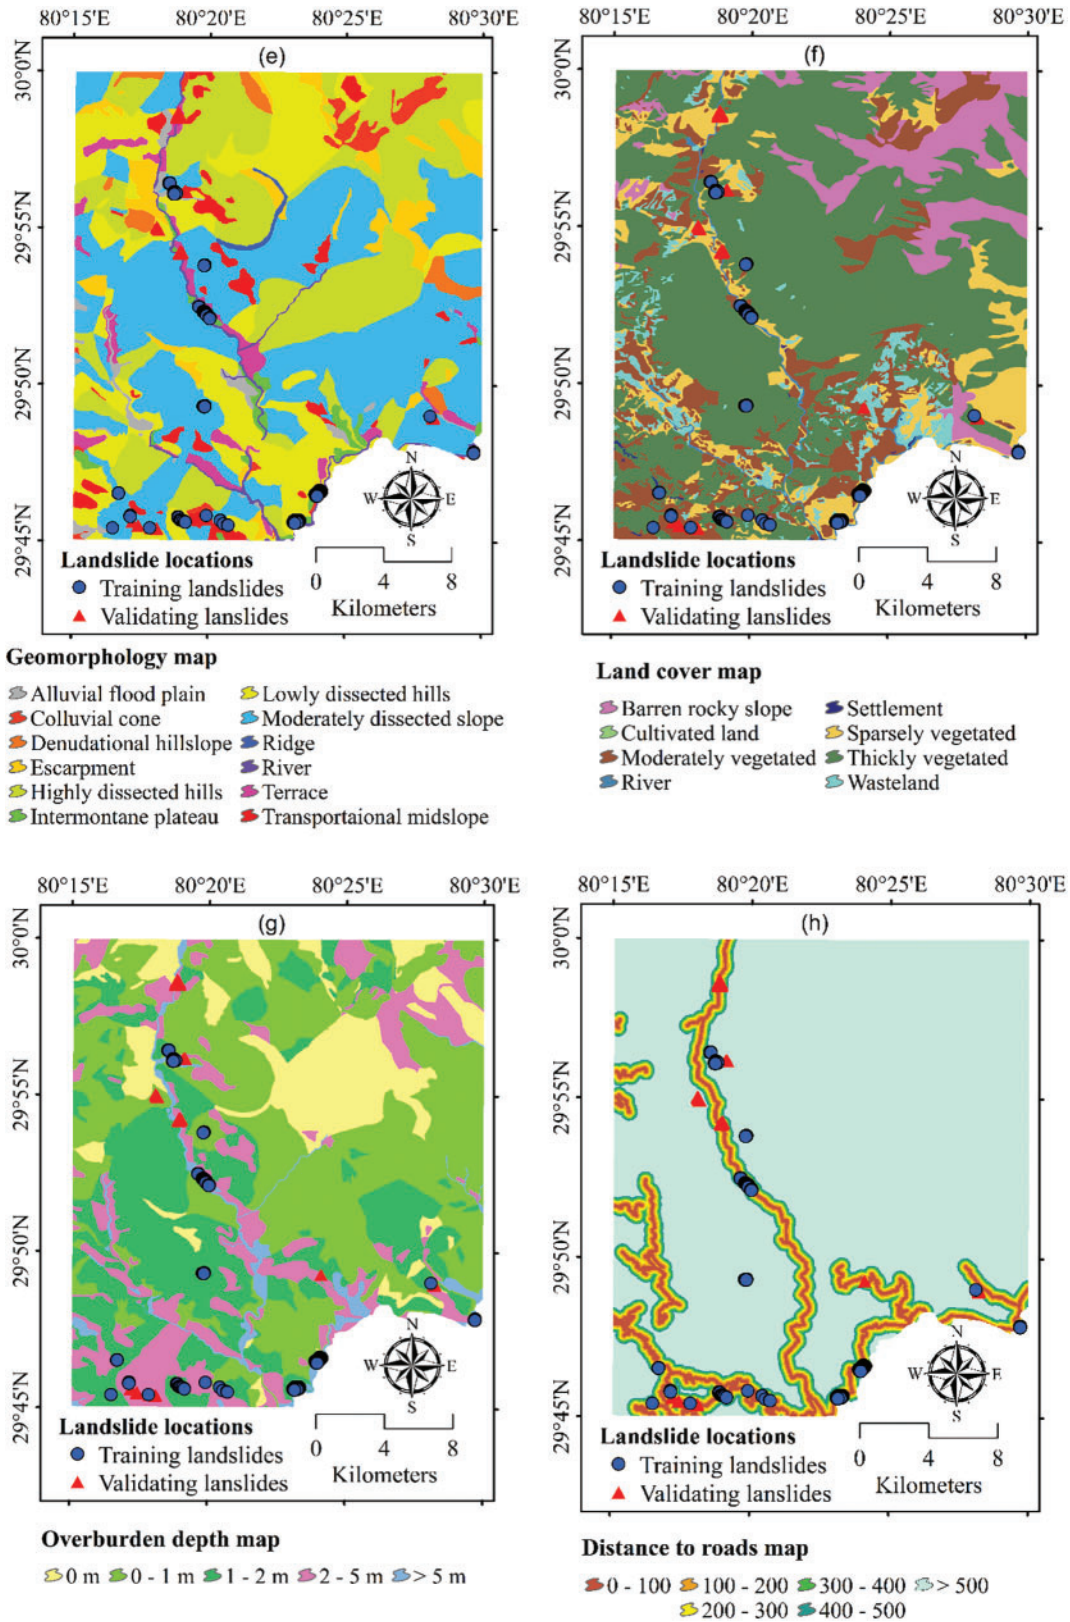 80°15'E 80°20'E 80°25'E 80°30'E
(e)
30°0'N
29°55'N
29°50'N
29°45'N
N
W E
S
Landslide locations
Training landslides
Validating lanslides
0 4 8
Kilometers
Geomorphology map
Alluvial flood plain
Colluvial cone
Denudational hillslope
Escarpment
Highly dissected hills
Intermontane plateau
Lowly dissected hills
Moderately dissected slope
Ridge
River
Terrace
Transportaional midslope
80°15'E 80°20'E 80°25'E 80°30'E
(f)
30°0'N
29°55'N
29°50'N
29°45'N
N
W E
S
Landslide locations
Training landslides
Validating lanslides
0 4 8
Kilometers
Land cover map
Barren rocky slope
Cultivated land
Moderately vegetated
River
Settlement
Sparsely vegetated
Thickly vegetated
Wasteland
80°15'E 80°20'E 80°25'E 80°30'E
(g)
30°0'N
29°55'N
29°50'N
29°45'N
N
W E
S
Landslide locations
Training landslides
Validating lanslides
0 4 8
Kilometers
Overburden depth map
0 m 0 - 1 m 1 - 2 m 2 - 5 m > 5 m
80°15'E 80°20'E 80°25'E 80°30'E
(h)
30°0'N
29°55'N
29°50'N
29°45'N
N
W E
S
Landslide locations
Training landslides
Validating lanslides
0 4 8
Kilometers
Distance to roads map
0 - 100 100 - 200 300 - 400 > 500
200 - 300 400 - 500